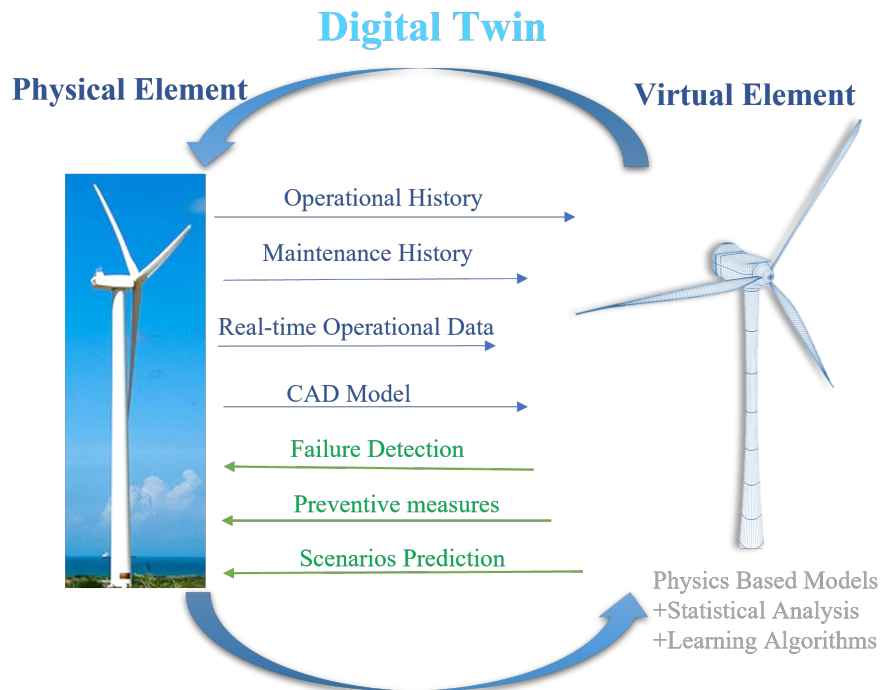 Digital Twin
Physical Element
Virtual Element
Operational History
Maintenance History
Real-time Operational Data
CAD Model
Failure Detection
Preventive measures
Scenarios Prediction
Physics Based Models
+Statistical Analysis
+Learning Algorithms